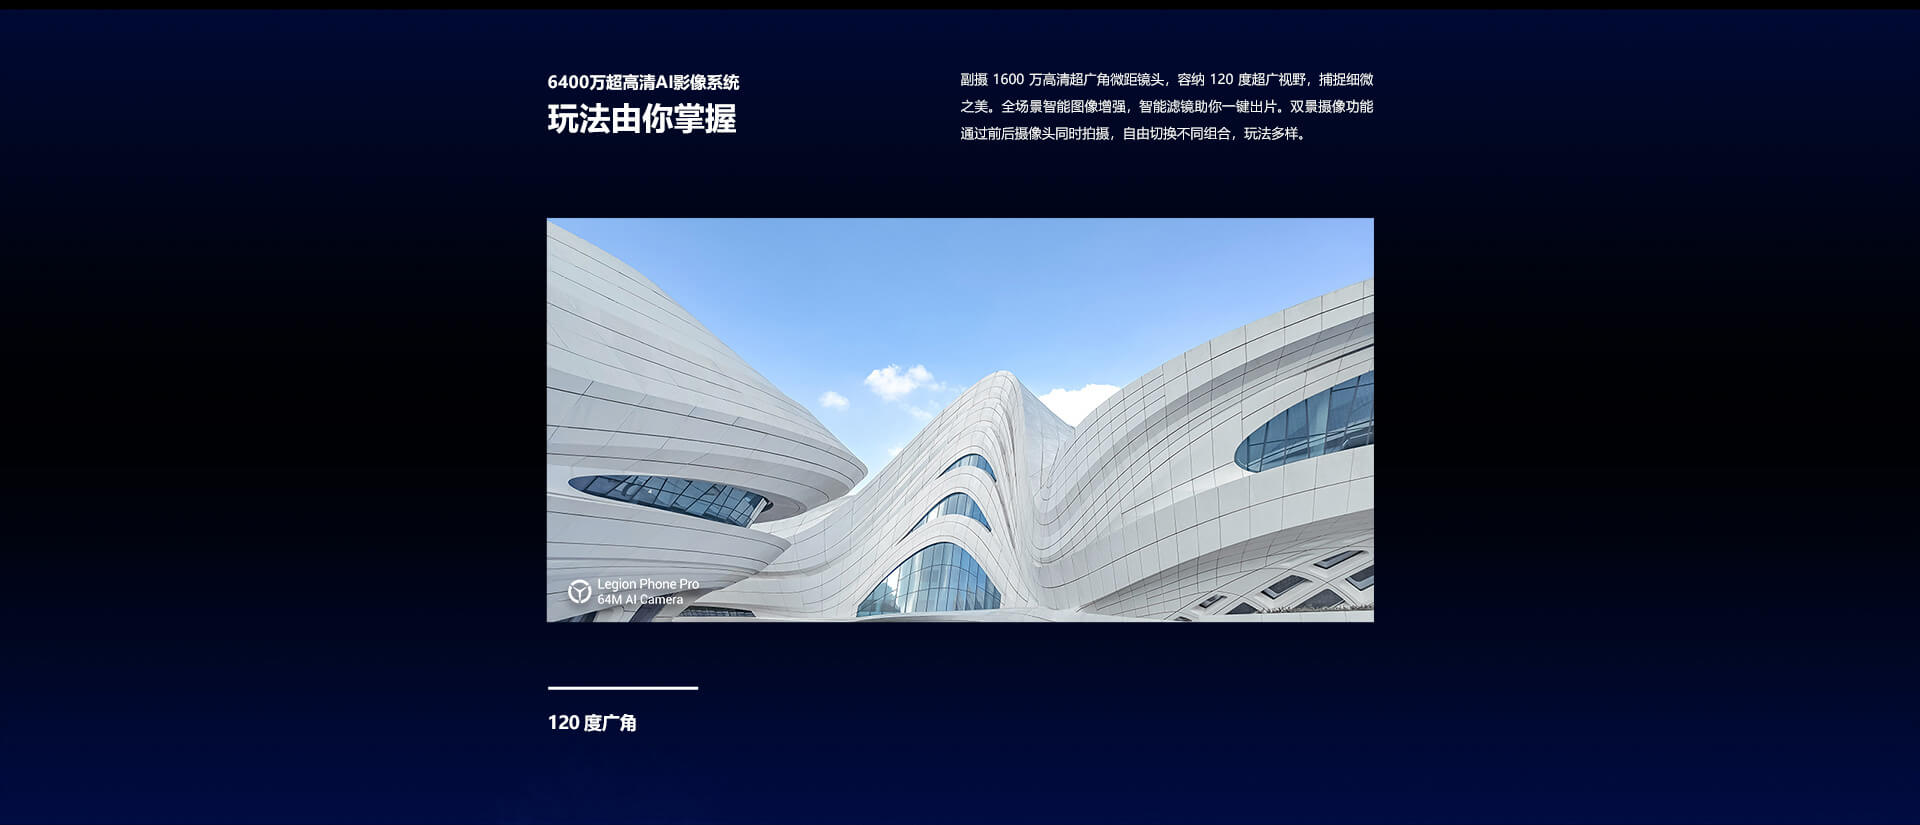 6400万超高清AI影像系统
玩法由你掌握
副摄 1600 万高清超广角微距镜头，容纳 120 度超广视野，捕捉细微
之美。全场景智能图像增强，智能滤镜助你一键出片。双景摄像功能
通过前后摄像头同时拍摄，自由切换不同组合，玩法多样。
Legion Phone Pro
64M AI Camera
120 度广角